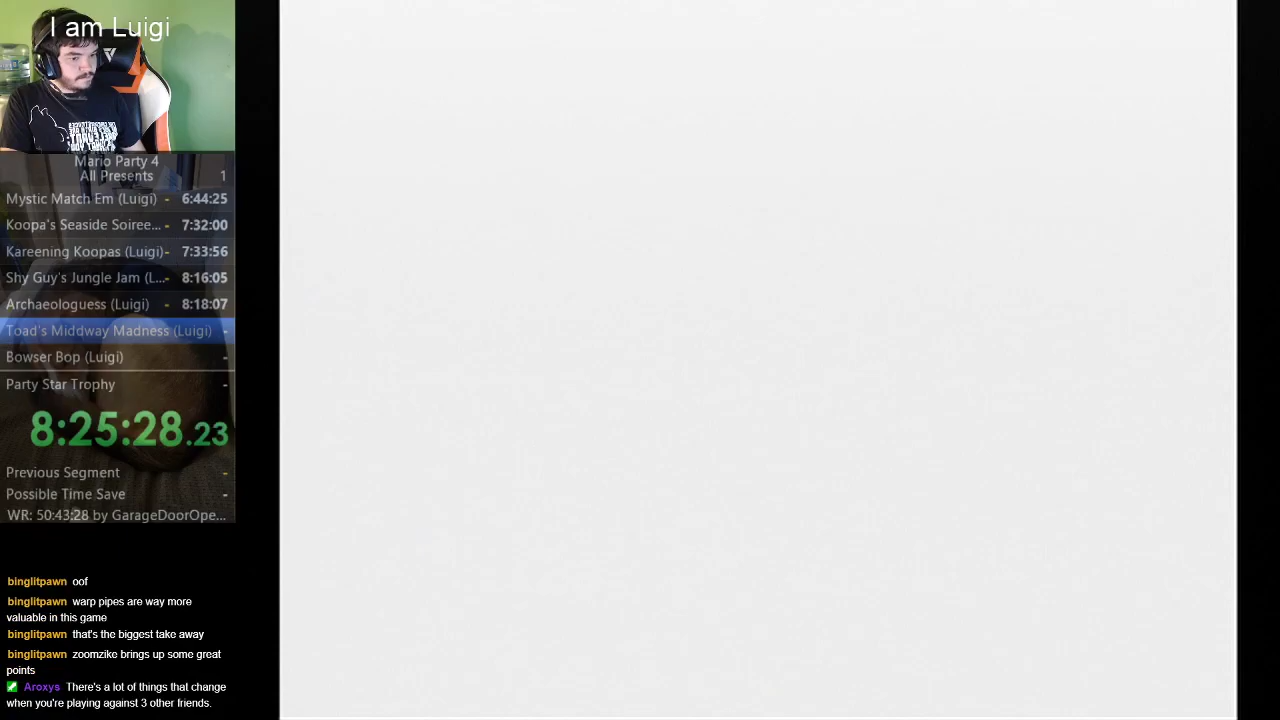 I am Luigi
Mario Party 4
All Presents 1
Mystic Match Em (Luigi) - 6:44:25
Koopa's Seaside Soiree... - 7:32:00
Kareening Koopas (Luigi) - 7:33:56
Shy Guy's Jungle Jam (L... - 8:16:05
Archaeologuess (Luigi) - 8:18:07
Toad's Middway Madness (Luigi) -
Bowser Bop (Luigi) -
Party Star Trophy -
8:25:28.23
Previous Segment -
Possible Time Save -
WR: 50:43:28 by GarageDoorOpe...
binglitpawn oof
binglitpawn warp pipes are way more
valuable in this game
binglitpawn that's the biggest take away
binglitpawn zoomzike brings up some great
points
Aroxys There's a lot of things that change
when you're playing against 3 other friends.